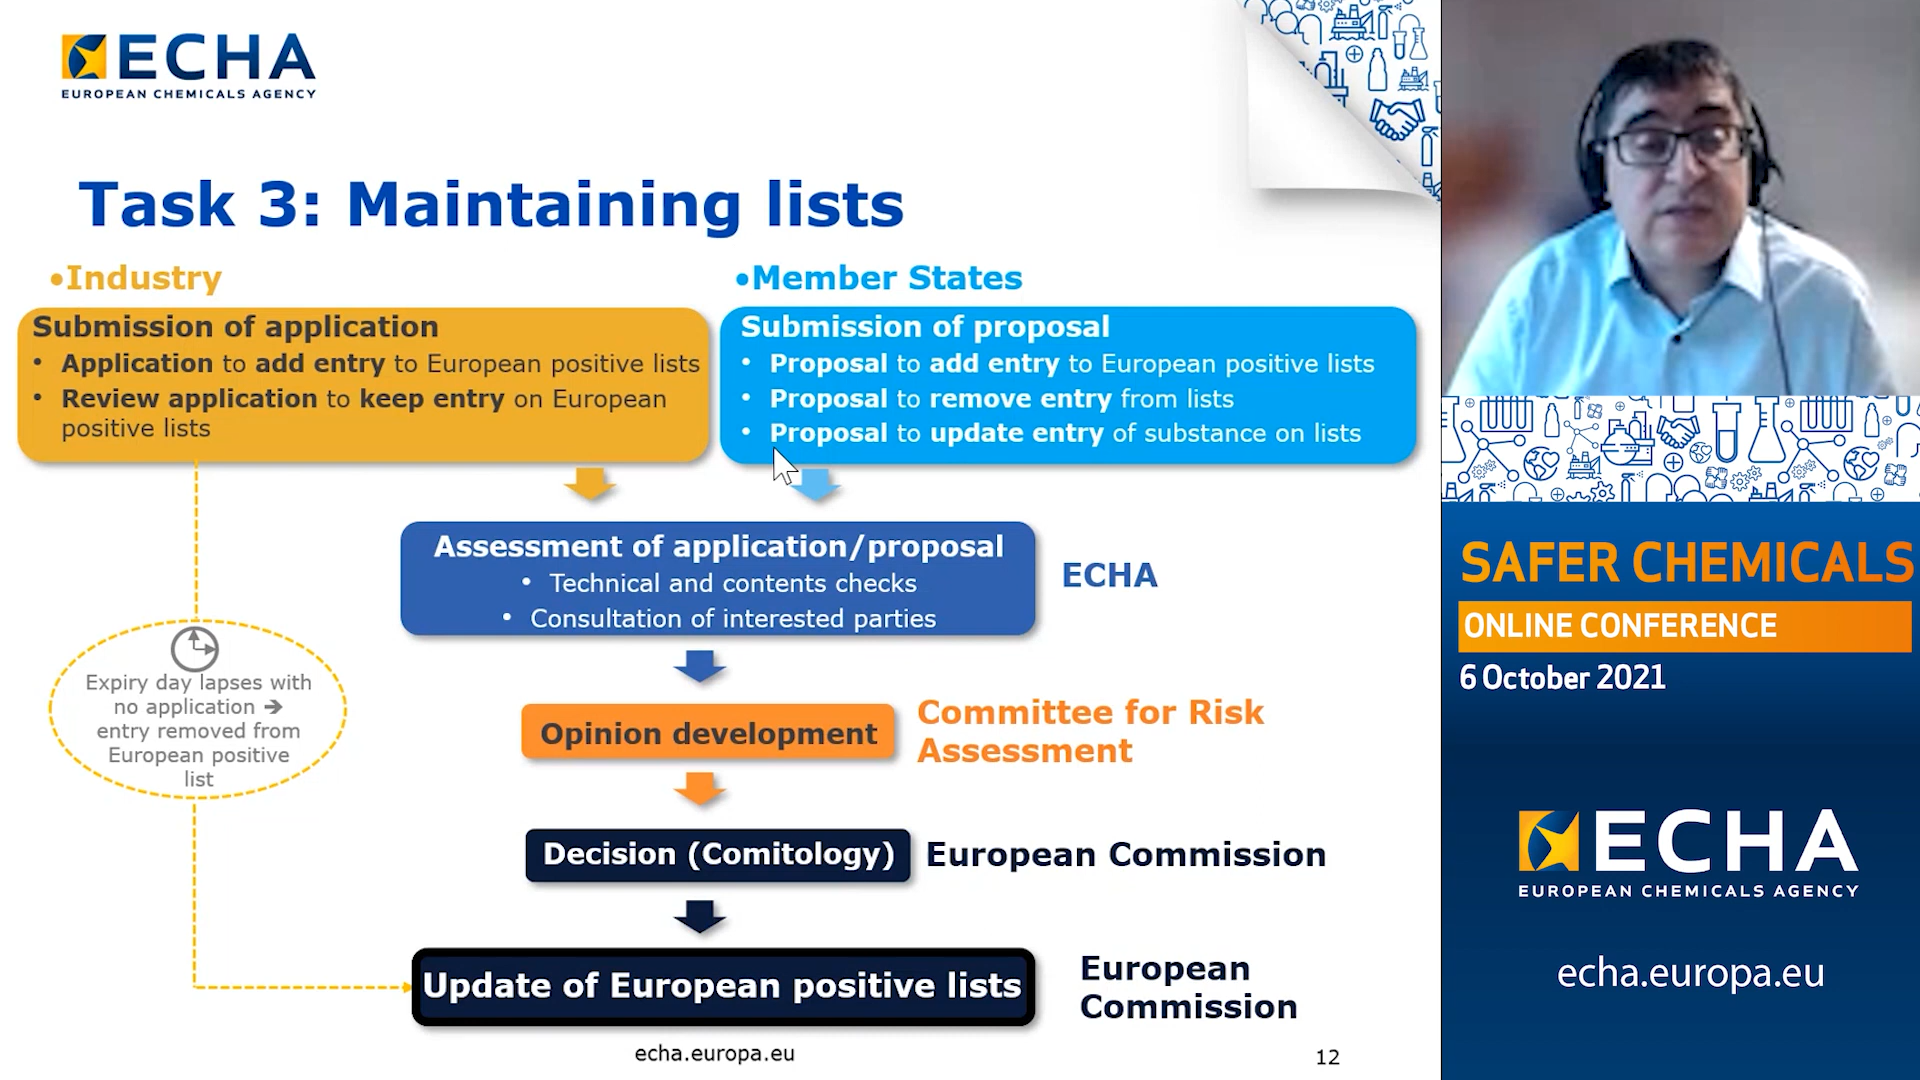 ECHA
EUROPEAN CHEMICALS AGENCY
Task 3: Maintaining lists
•Industry
Submission of application
• Application to add entry to European positive lists
• Review application to keep entry on European
positive lists
•Member States
Submission of proposal
• Proposal to add entry to European positive lists
• Proposal to remove entry from lists
• Proposal to update entry of substance on lists
Assessment of application/proposal
• Technical and contents checks
• Consultation of interested parties
ECHA
Expiry day lapses with
no application ➔
entry removed from
European positive
list
Opinion development
Committee for Risk
Assessment
Decision (Comitology)
European Commission
Update of European positive lists
European
Commission
echa.europa.eu
12
SAFER CHEMICALS
ONLINE CONFERENCE
6 October 2021
ECHA
EUROPEAN CHEMICALS AGENCY
echa.europa.eu